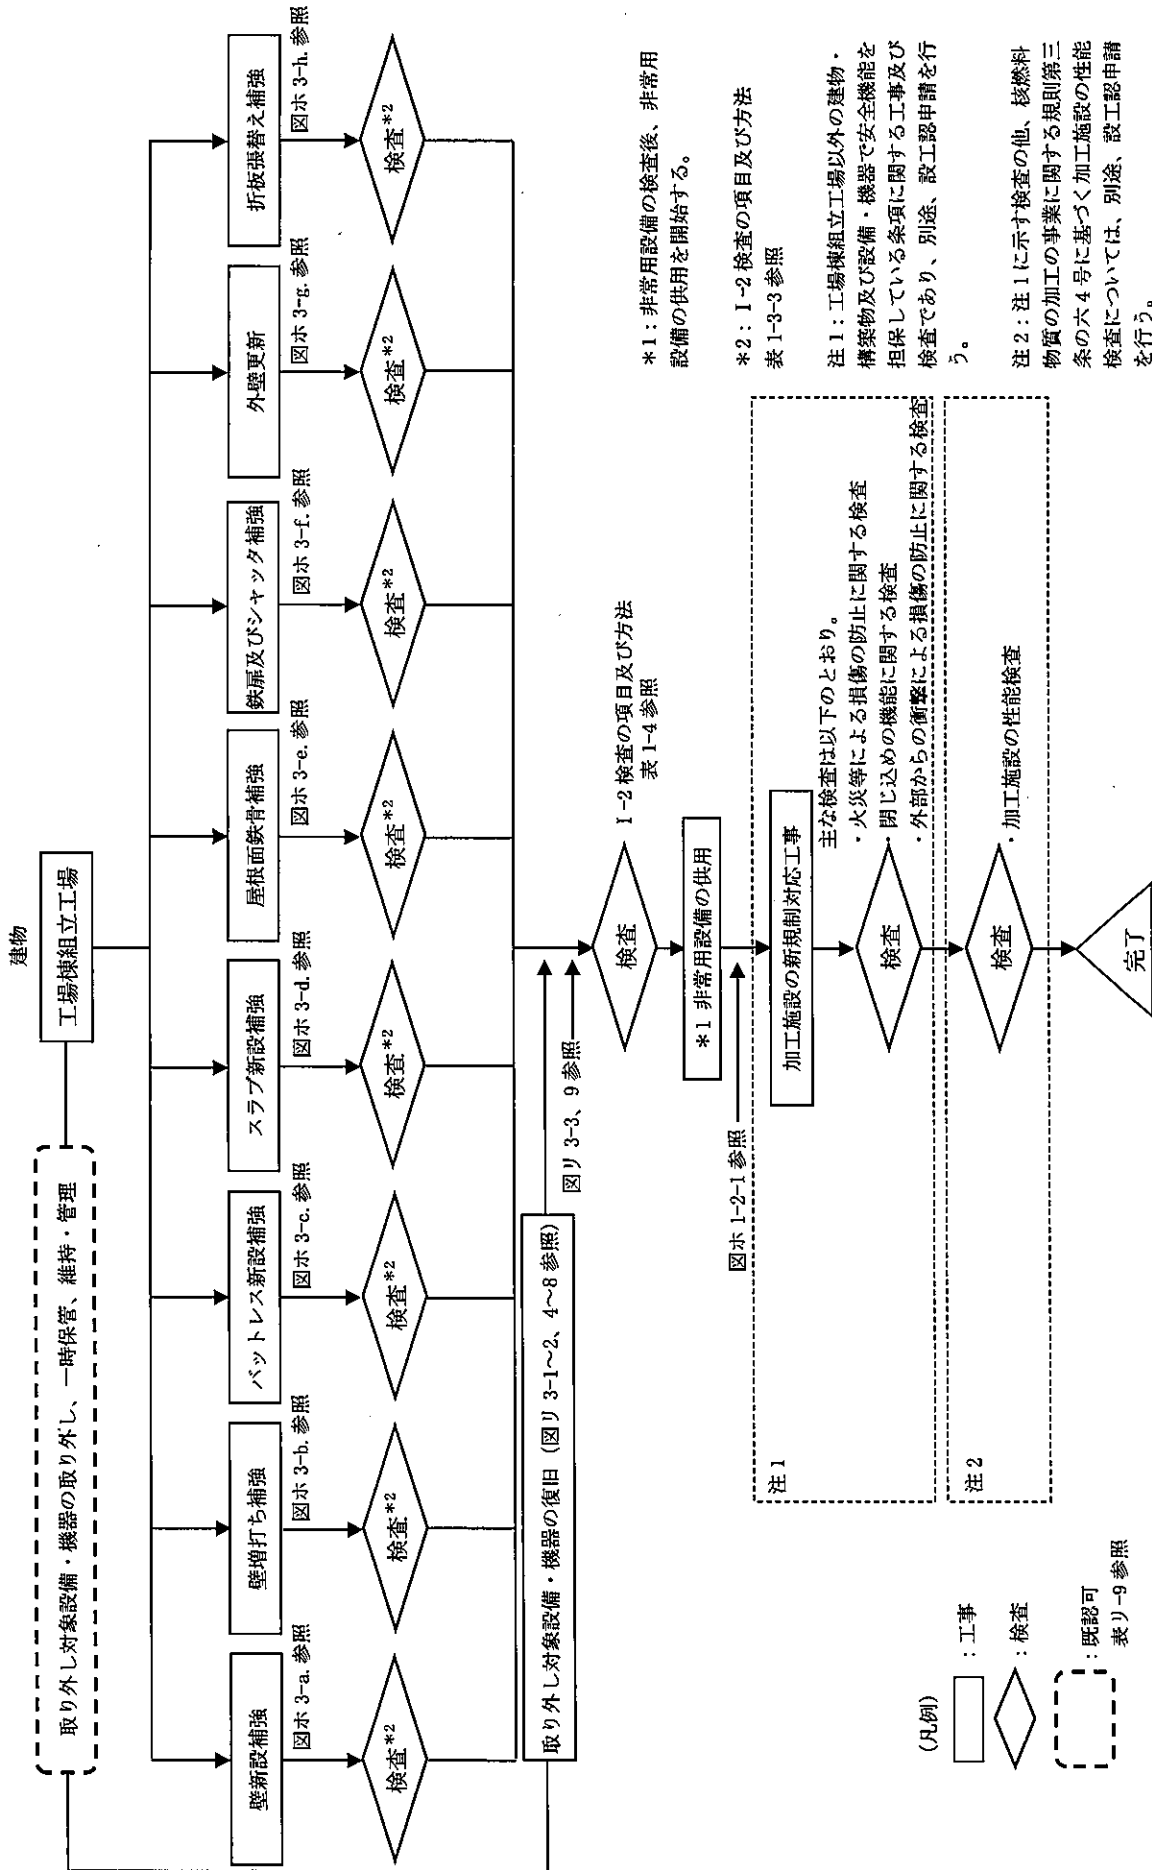 建物
工場棟組立工場
取り外し対象設備・機器の取り外し、一時保管、維持・管理
壁新設補強
壁増打ち補強
バットレス新設補強
スラブ新設補強
屋根面鉄骨補強
鉄扉及びシャッタ補強
外壁更新
折板張替え補強
図ホ 3-a. 参照
図ホ 3-b. 参照
図ホ 3-c. 参照
図ホ 3-d. 参照
図ホ 3-e. 参照
図ホ 3-f. 参照
図ホ 3-g. 参照
図ホ 3-h. 参照
検査*2
検査*2
検査*2
検査*2
検査*2
検査*2
検査*2
検査*2
取り外し対象設備・機器の復旧(図リ 3-1~2、4~8 参照)
図リ 3-3、9 参照
検査
I-2 検査の項目及び方法
表 1-4 参照
*1 非常用設備の供用
図ホ 1-2-1 参照
注 1
加工施設の新規制対応工事
主な検査は以下のとおり。
・火災等による損傷の防止に関する検査
・閉じ込めの機能に関する検査
・外部からの衝撃による損傷の防止に関する検査
検査
注 2
検査
・加工施設の性能検査
完了
*1:非常用設備の検査後、非常用
設備の供用を開始する。
*2:I-2 検査の項目及び方法
表 1-3-3 参照
注 1:工場棟組立工場以外の建物・
構築物及び設備・機器で安全機能を
担保している条項に関する工事及び
検査であり、別途、設工認申請を行
う。
注 2:注 1 に示す検査の他、核燃料
物質の加工の事業に関する規則第三
条の六4号に基づく加工施設の性能
検査については、別途、設工認申請
を行う。
(凡例)
:工事
:検査
:既認可
表リ-9 参照